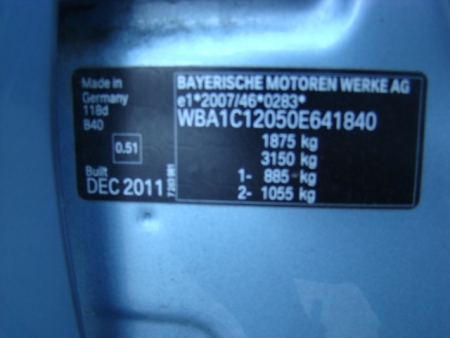 Made in
Germany
118d
B40
0.51
Built
DEC 2011
BAYERISCHE MOTOREN WERKE AG
e1*2007/46*0283*
WBA1C12050E641840
1875 kg
3150 kg
1- 885 kg
2- 1055 kg